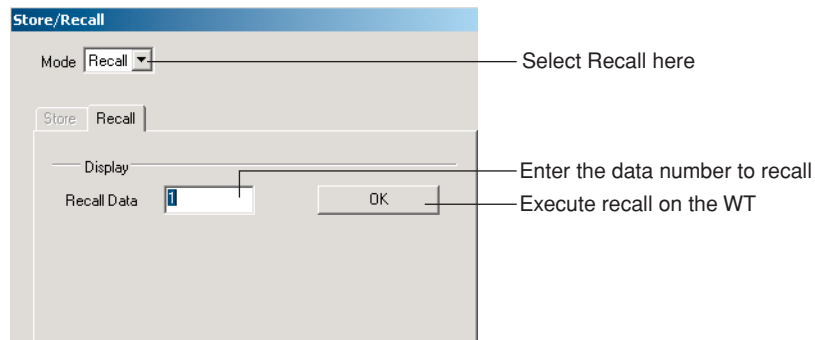 Store/Recall
Mode Recall
Select Recall here
Store Recall
Display
Enter the data number to recall
Recall Data 1 OK
Execute recall on the WT